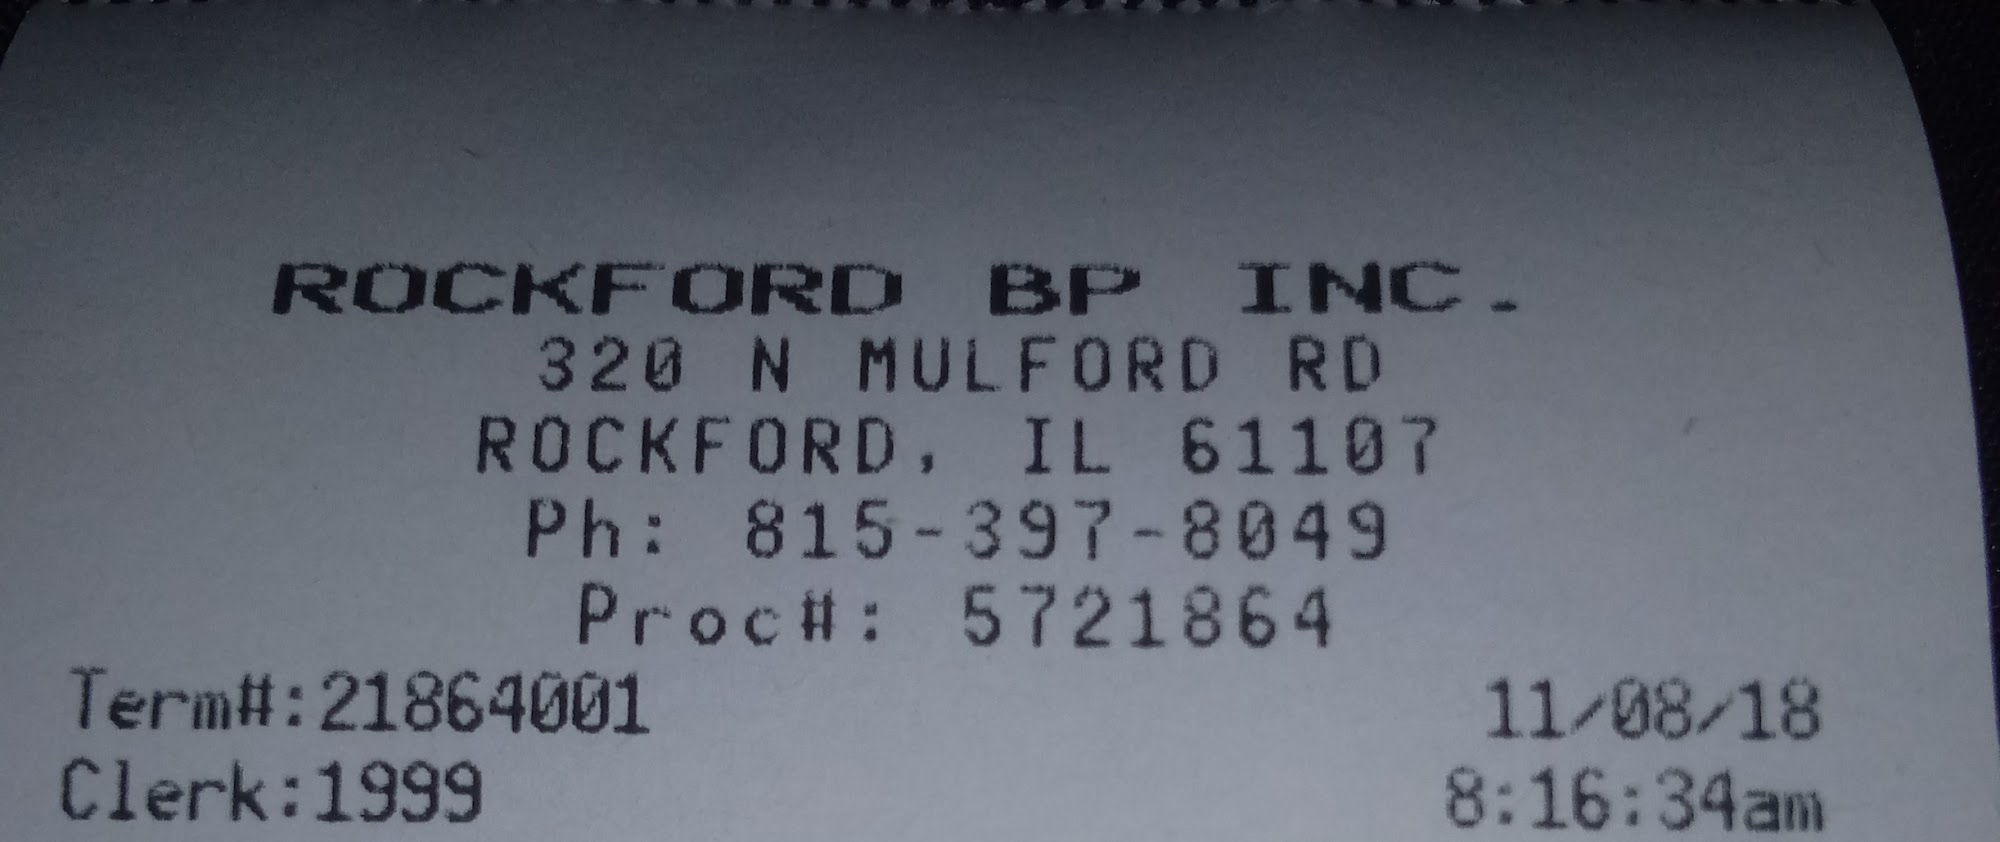 ROCKFORD BP INC.
320 N MULFORD RD
ROCKFORD, IL 61107
Ph: 815-397-8049
Proc#: 5721864
Term#:21864001 11/08/18
Clerk:1999 8:16:34am